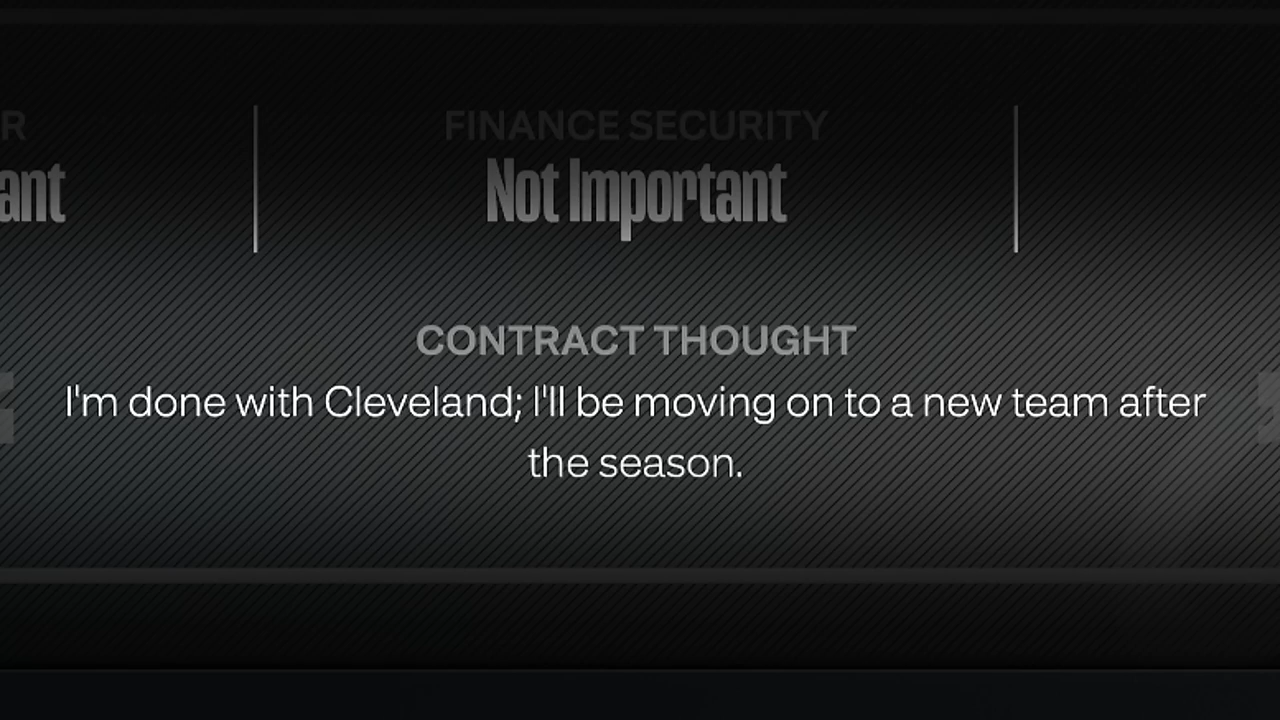 R
FINANCE SECURITY
ant
Not Important
CONTRACT THOUGHT
I'm done with Cleveland; I'll be moving on to a new team after
the season.